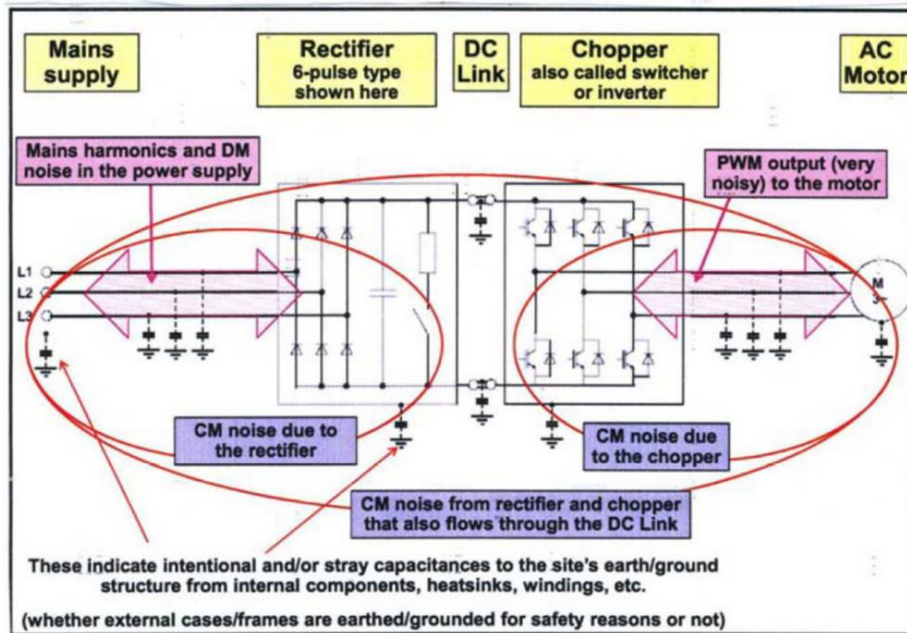 Mains
supply
Rectifier
6-pulse type
shown here
DC
Link
Chopper
also called switcher
or inverter
AC
Motor
Mains harmonics and DM
noise in the power supply
PWM output (very
noisy) to the motor
L1
L2
L3
M
3~
CM noise due to
the rectifier
CM noise due
to the chopper
CM noise from rectifier and chopper
that also flows through the DC Link
These indicate intentional and/or stray capacitances to the site's earth/ground
structure from internal components, heatsinks, windings, etc.
(whether external cases/frames are earthed/grounded for safety reasons or not)